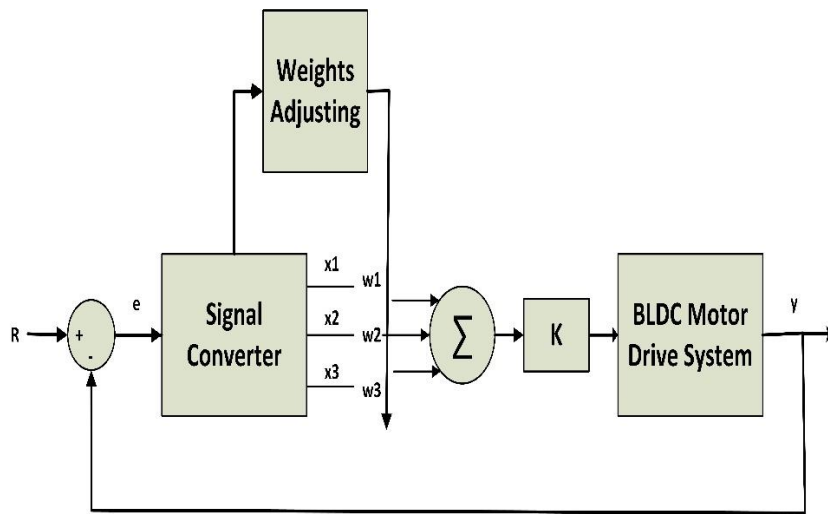 Weights
Adjusting
R
+
-
e
Signal
Converter
x1
x2
x3
w1
w2
w3
Σ
K
BLDC Motor
Drive System
y